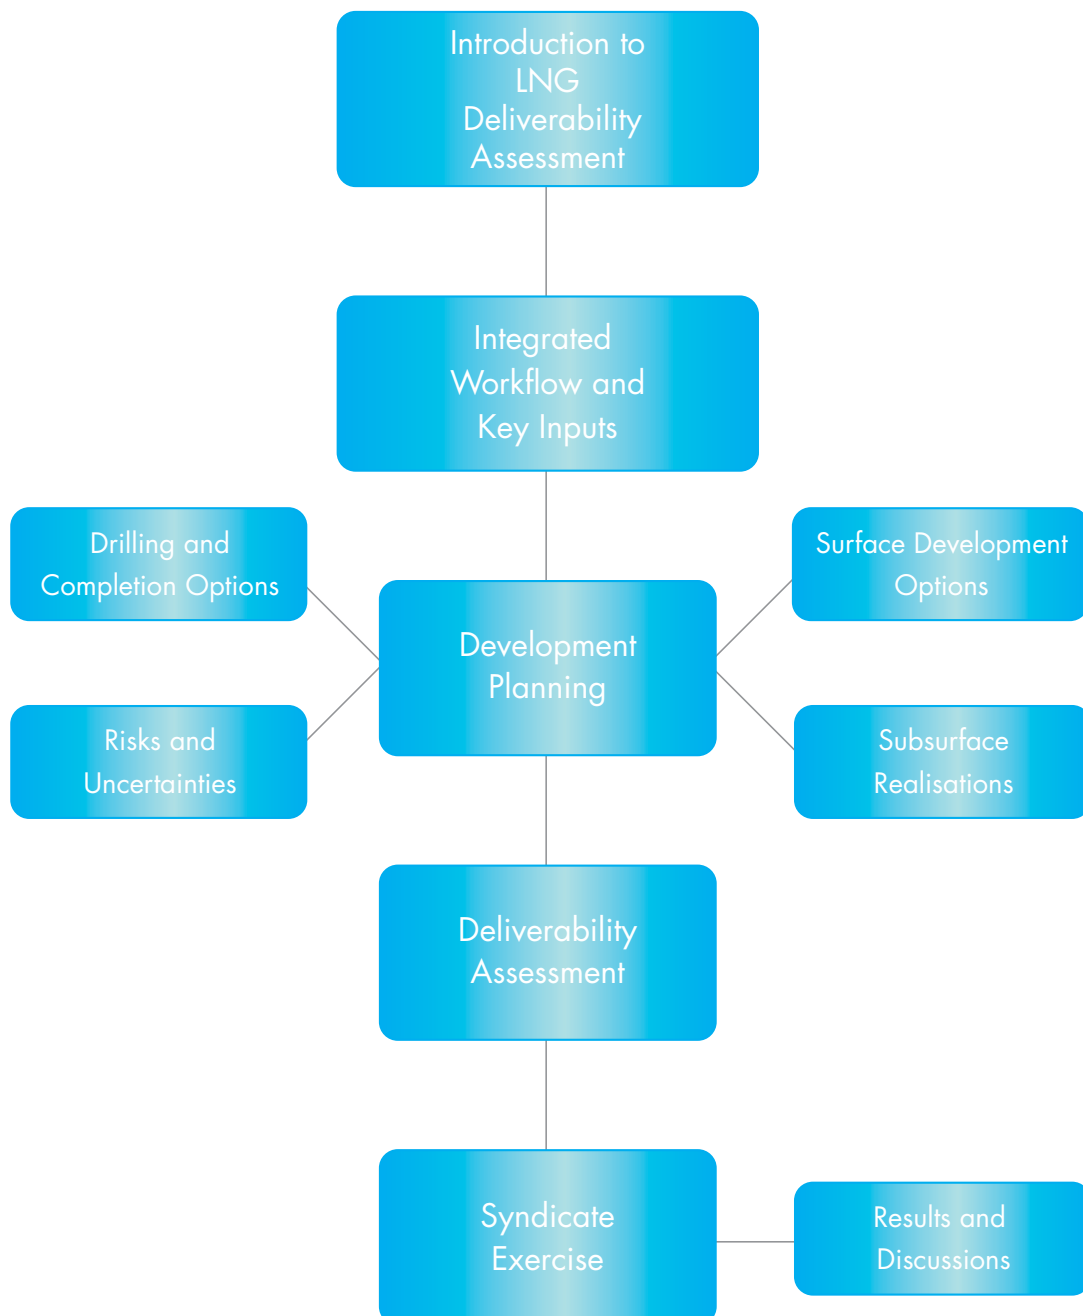 Introduction to
LNG
Deliverability
Assessment
Integrated
Workflow and
Key Inputs
Drilling and
Completion Options
Surface Development
Options
Development
Planning
Risks and
Uncertainties
Subsurface
Realisations
Deliverability
Assessment
Syndicate
Exercise
Results and
Discussions